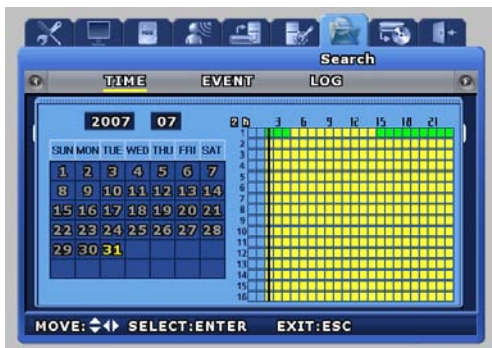 Search
TIME EVENT LOG
2007 07
SUN MON TUE WED THU FRI SAT
1 2 3 4 5 6 7
8 9 10 11 12 13 14
15 16 17 18 19 20 21
22 23 24 25 26 27 28
29 30 31
3 6 9 12 15 18 21
1
2
3
4
5
6
7
8
9
10
11
12
13
14
15
16
MOVE: SELECT:ENTER EXIT:ESC